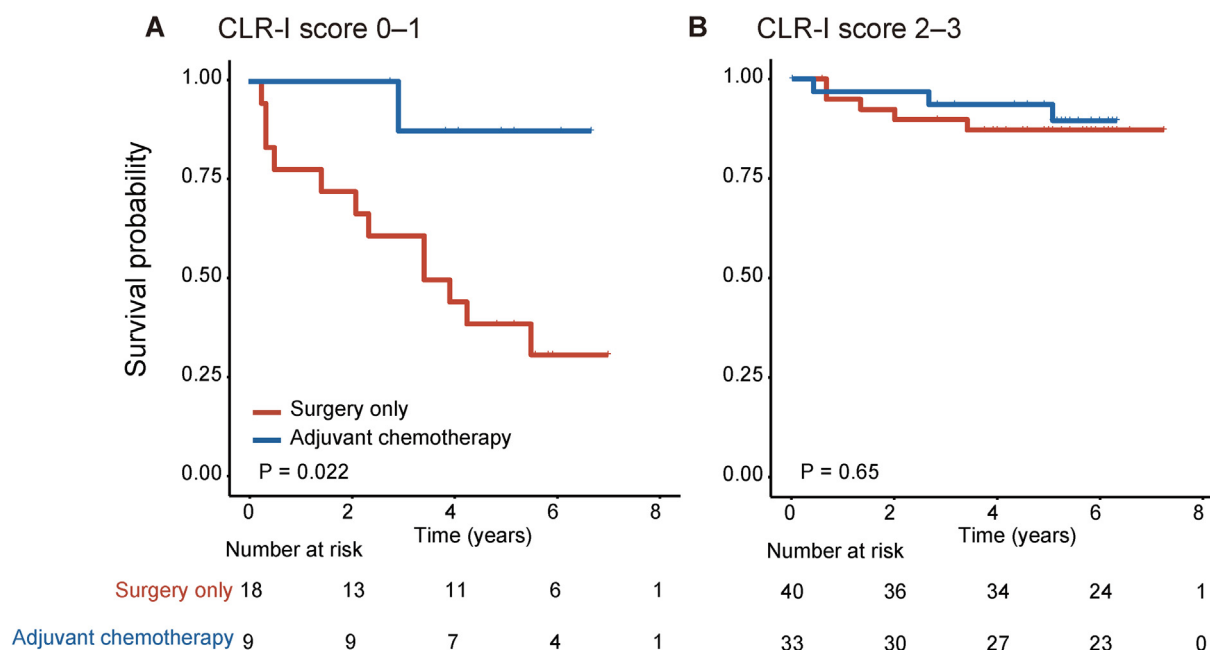 A CLR-I score 0–1
B CLR-I score 2–3
Survival probability
1.00
0.75
0.50
0.25
0.00
Surgery only
Adjuvant chemotherapy
P = 0.022
0 2 4 6 8
Time (years)
1.00
0.75
0.50
0.25
0.00
P = 0.65
0 2 4 6 8
Time (years)
Number at risk
Number at risk
Surgery only 18 13 11 6 1 40 36 34 24 1
Adjuvant chemotherapy 9 9 7 4 1 33 30 27 23 0